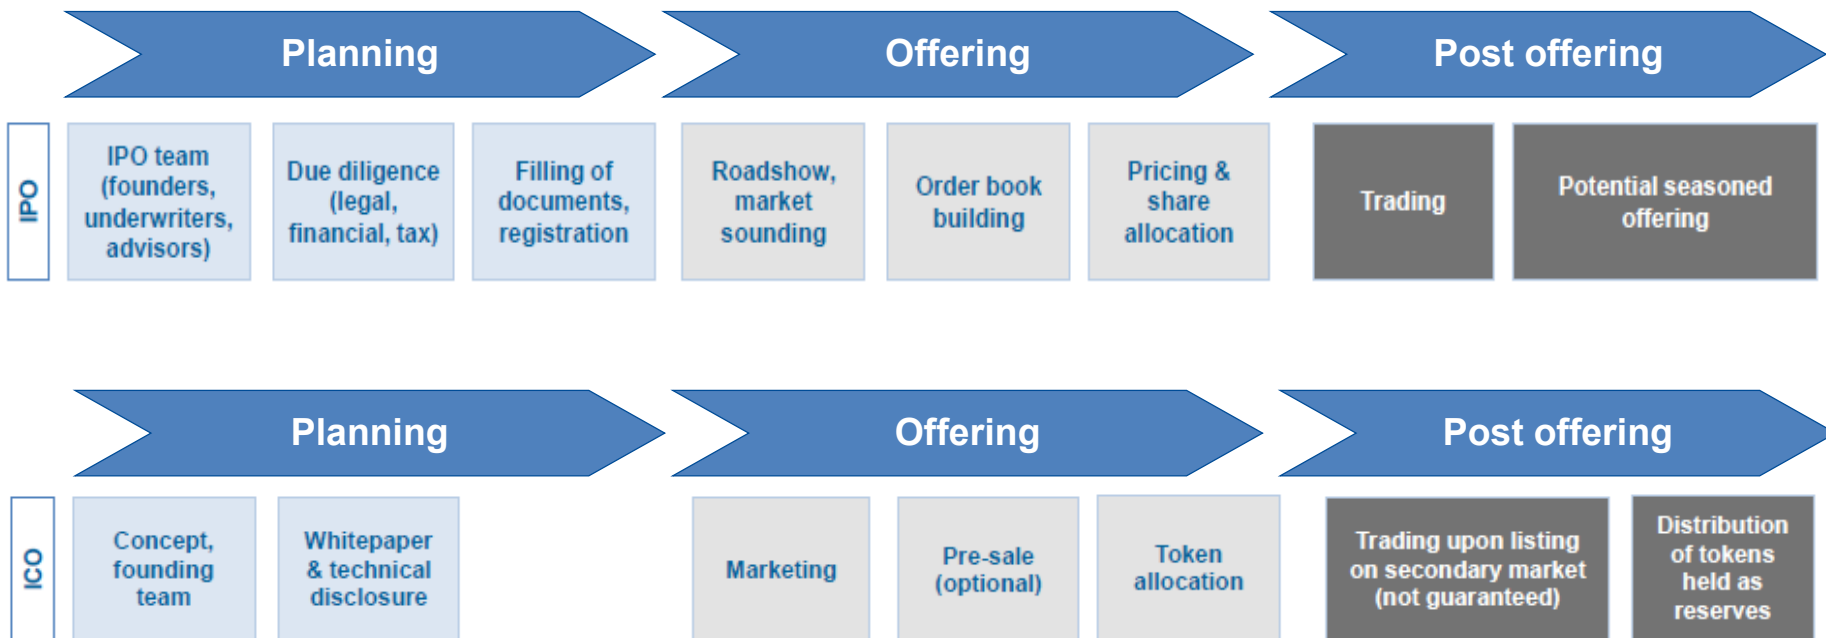 Planning
Offering
Post offering
IPO
IPO team
(founders,
underwriters,
advisors)
Due diligence
(legal,
financial, tax)
Filling of
documents,
registration
Roadshow,
market
sounding
Order book
building
Pricing &
share
allocation
Trading
Potential seasoned
offering
Planning
Offering
Post offering
ICO
Concept,
founding
team
Whitepaper
& technical
disclosure
Marketing
Pre-sale
(optional)
Token
allocation
Trading upon listing
on secondary market
(not guaranteed)
Distribution
of tokens
held as
reserves